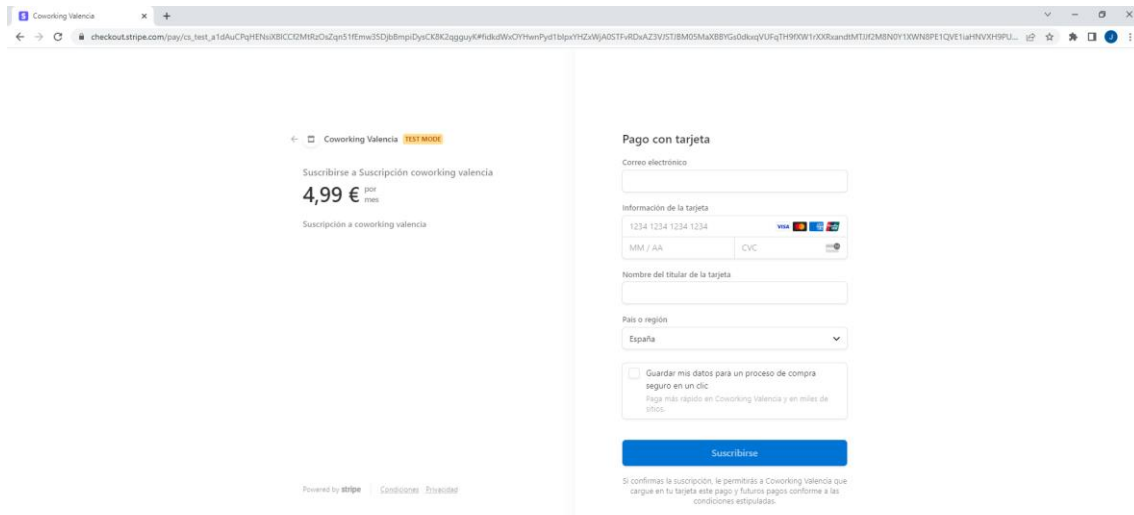 Coworking Valencia
Coworking Valencia TEST MODE
Suscribirse a Suscripción coworking valencia
4,99 € por mes
Suscripción a coworking valencia
Powered by stripe Condiciones Privacidad
Pago con tarjeta
Correo electrónico
Información de la tarjeta
1234 1234 1234 1234 VISA
MM / AA CVC
Nombre del titular de la tarjeta
País o región
España
Guardar mis datos para un proceso de compra
seguro en un clic
Paga más rápido en Coworking Valencia y en miles de
sitios.
Suscribirse
Si confirmas la suscripción, le permitirás a Coworking Valencia que
cargue en tu tarjeta este pago y futuros pagos conforme a las
condiciones estipuladas.